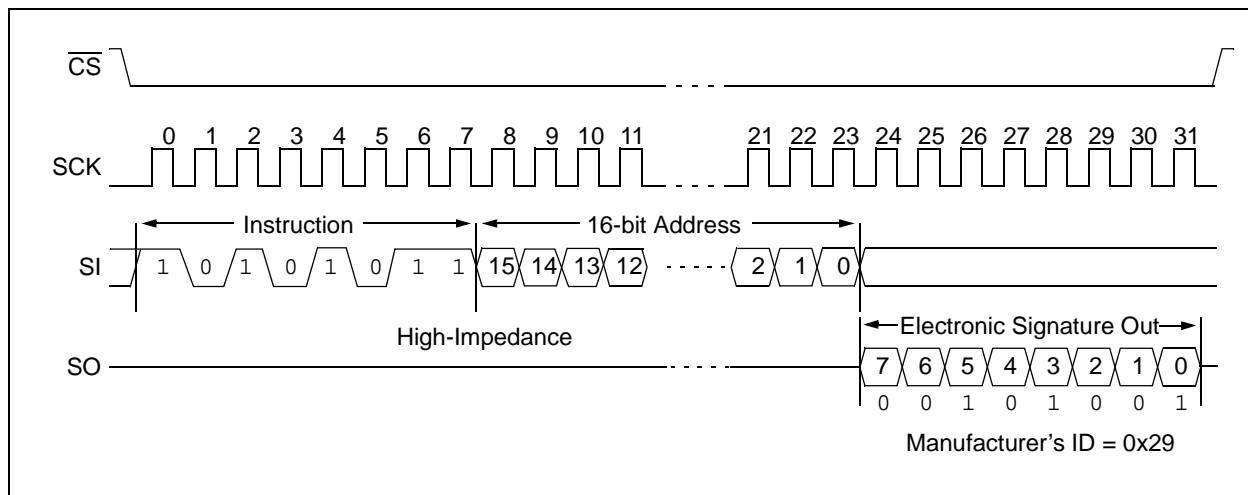 CS
0 1 2 3 4 5 6 7 8 9 10 11 21 22 23 24 25 26 27 28 29 30 31
SCK
Instruction 16-bit Address
SI 1 0 1 0 1 0 1 1 15 14 13 12 2 1 0
Electronic Signature Out
High-Impedance
SO 7 6 5 4 3 2 1 0
0 0 1 0 1 0 0 1
Manufacturer's ID = 0x29